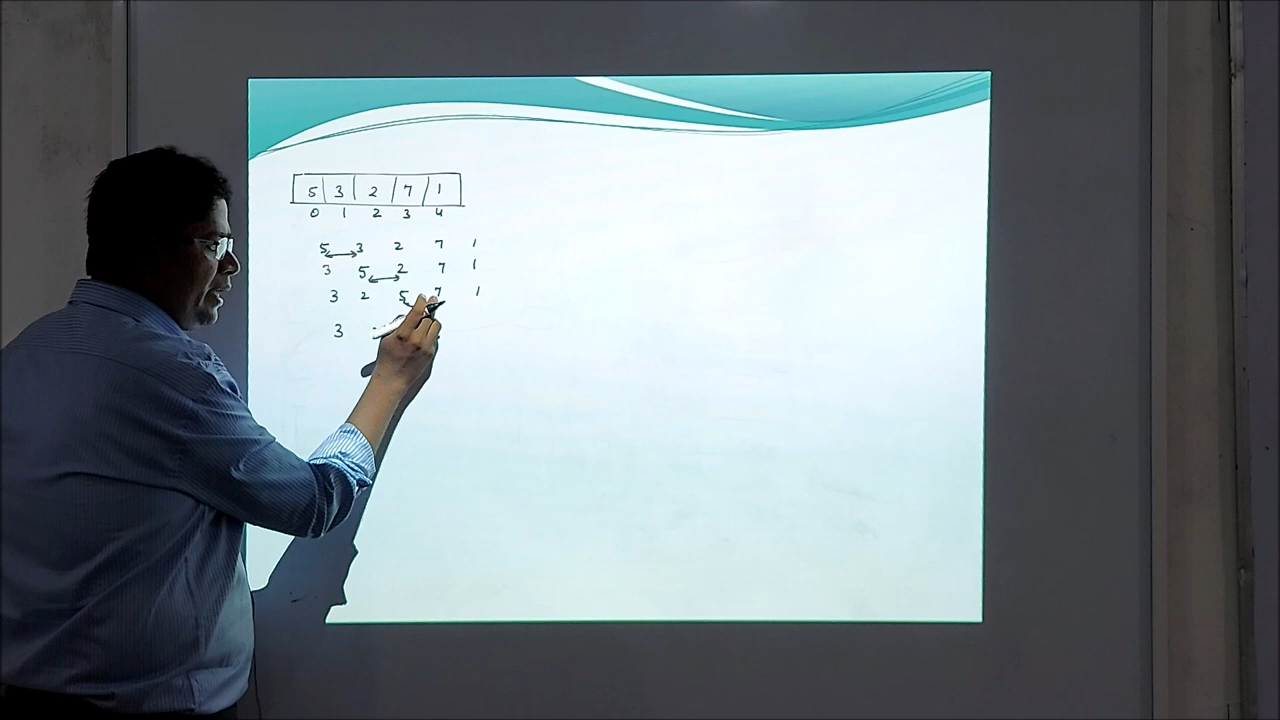 5 3 2 7 1
0 1 2 3 4
5 3 2 7 1
3 5 2 7 1
3 2 5 7 1
3